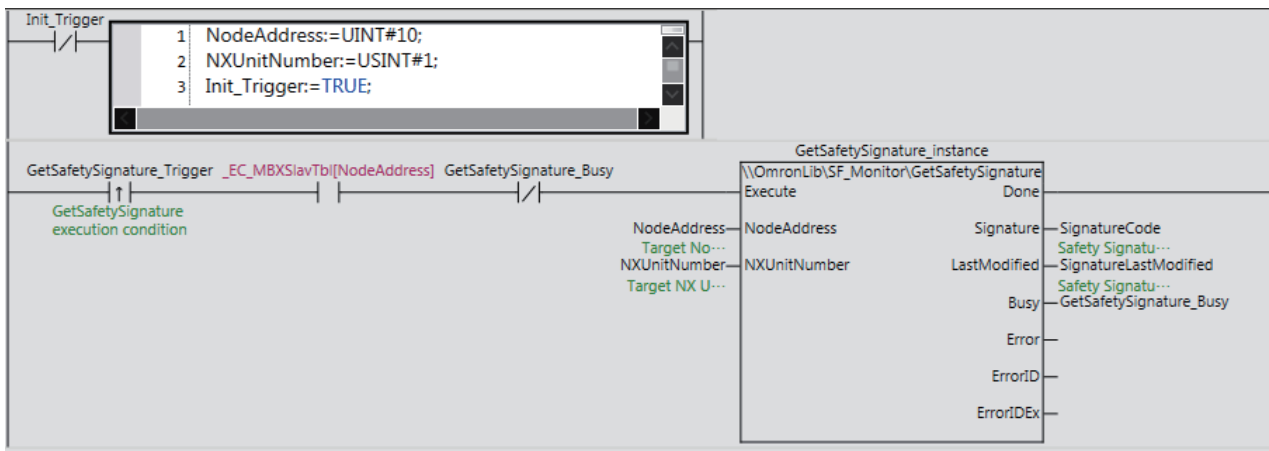 Init_Trigger
1 NodeAddress:=UINT#10;
2 NXUnitNumber:=USINT#1;
3 Init_Trigger:=TRUE;
GetSafetySignature_instance
GetSafetySignature_Trigger _EC_MBXSlavTbl[NodeAddress] GetSafetySignature_Busy \\OmronLib\SF_Monitor\GetSafetySignature
Execute Done
GetSafetySignature
execution condition
NodeAddress NodeAddress Signature SignatureCode
Target No··· Safety Signatu···
NXUnitNumber NXUnitNumber LastModified SignatureLastModified
Target NX U··· Safety Signatu···
Busy GetSafetySignature_Busy
Error
ErrorID
ErrorIDEx